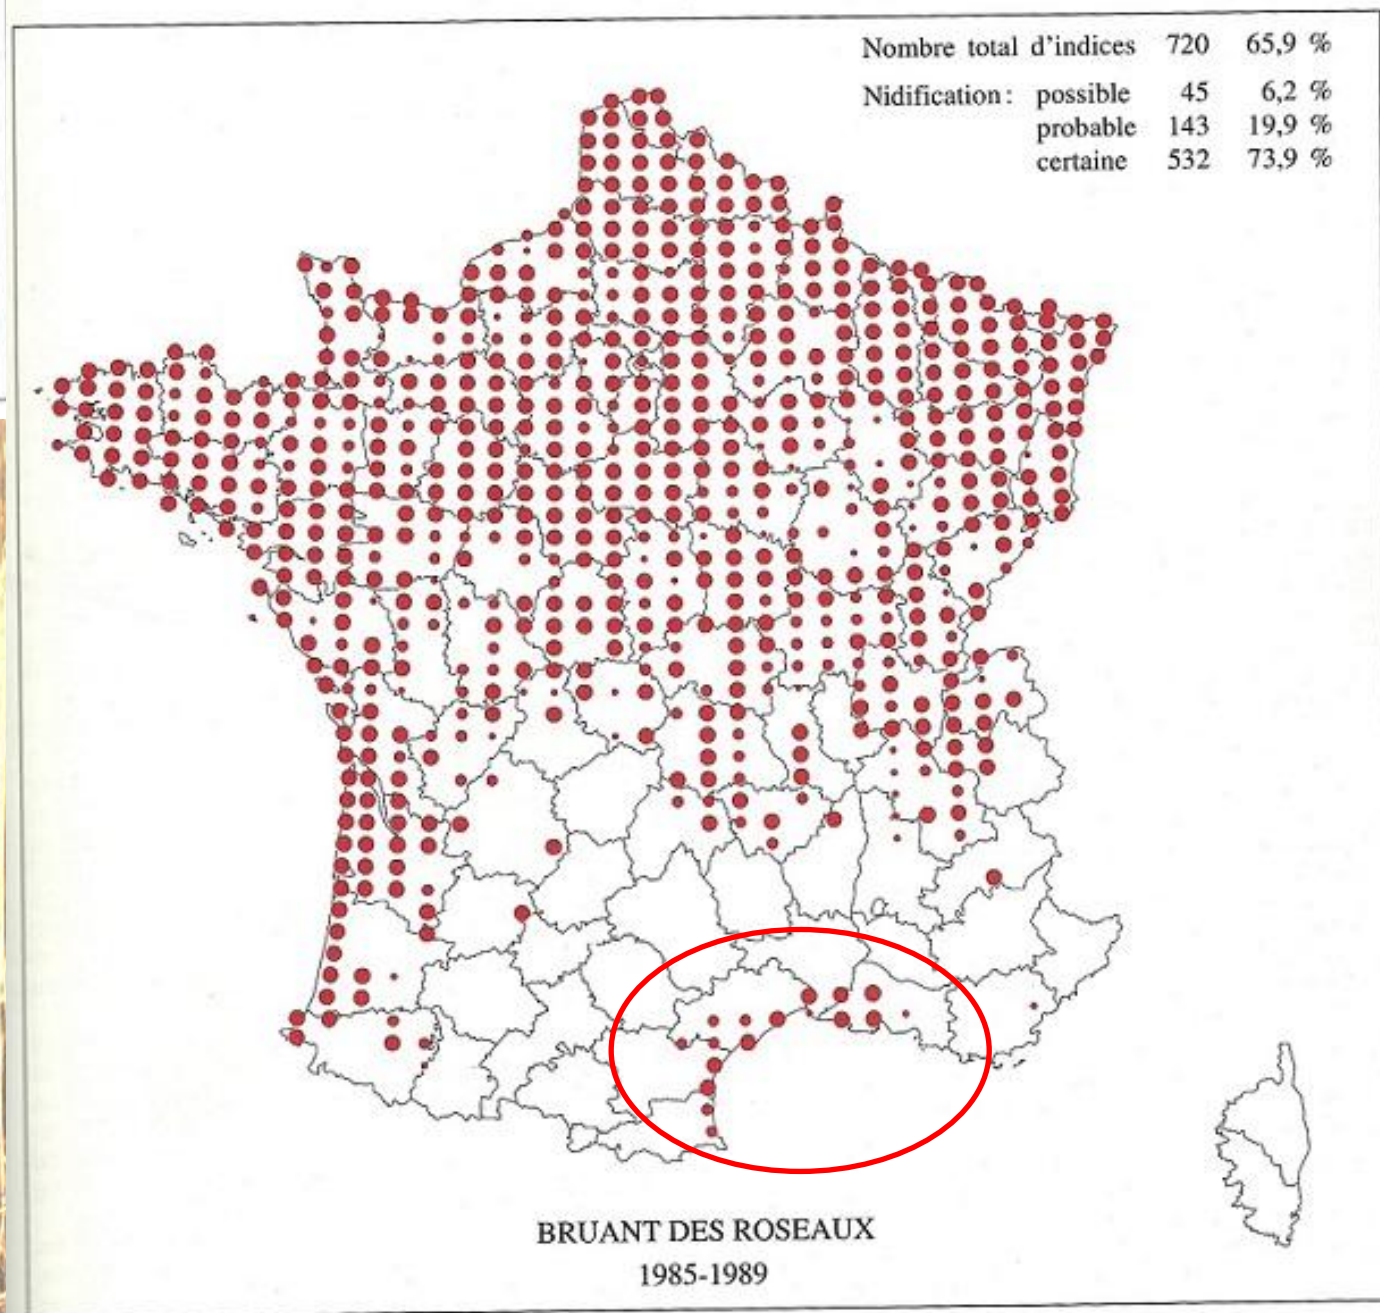 Nombre total d'indices 720 65,9 %
Nidification : possible 45 6,2 %
probable 143 19,9 %
certaine 532 73,9 %
BRUANT DES ROSEAUX
1985-1989